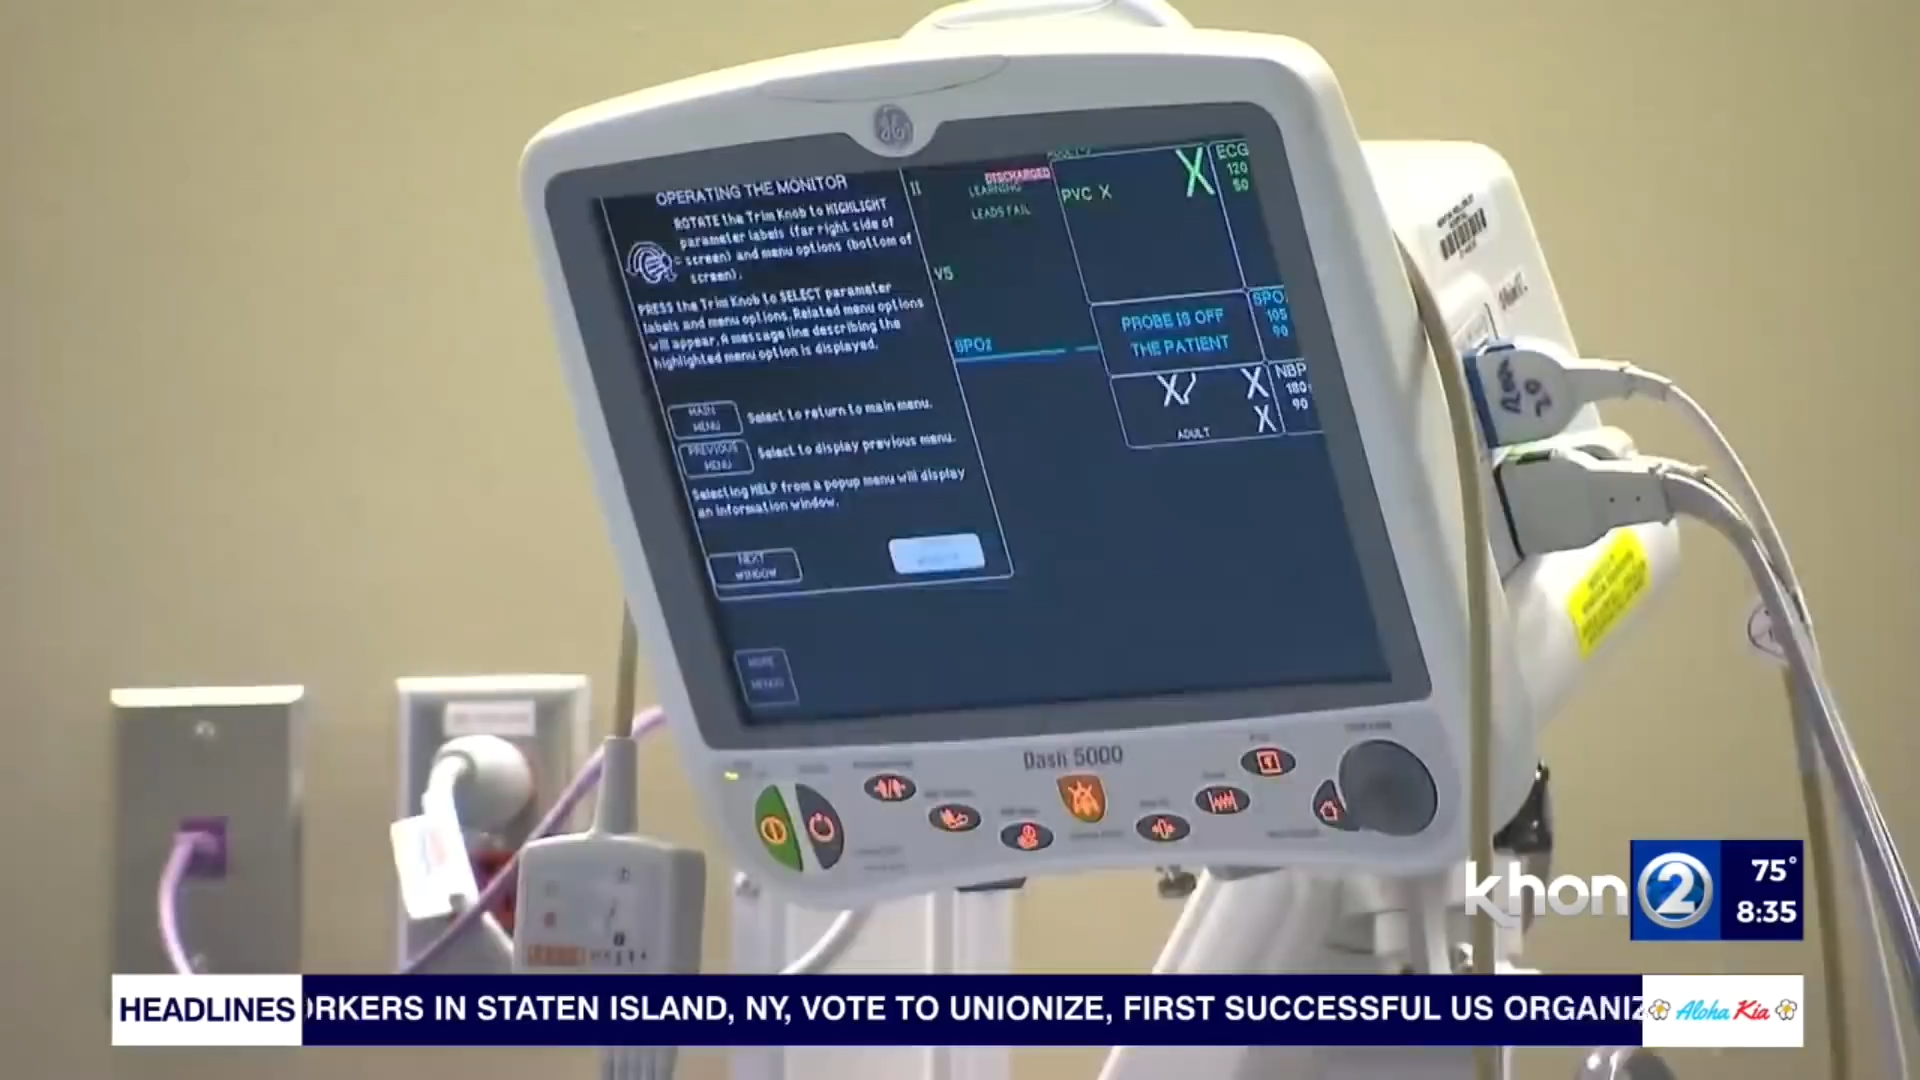 OPERATING THE MONITOR
ROTATE the Trim Knob to HIGHLIGHT
parameter labels (far right side of
screen) and menu options (bottom of
screen).
PRESS the Trim Knob to SELECT parameter
labels and menu options. Related menu options
will appear. A message line describing the
highlighted menu option is displayed.
MAIN
MENU
Select to return to main menu.
PREVIOUS
MENU
Select to display previous menu.
Selecting HELP from a popup menu will display
an information window.
NEXT
WINDOW
MORE
MENUS
II
DISCHARGED
LEARNING
LEADS FAIL
V5
SPO2
PVC X
X
ECG
120
50
PROBE IS OFF
THE PATIENT
SPO
105
90
X/
X
X
ADULT
NBP
180
90
Dash 5000
khon 2
75°
8:35
HEADLINES
ORKERS IN STATEN ISLAND, NY, VOTE TO UNIONIZE, FIRST SUCCESSFUL US ORGANIZ
Aloha Kia